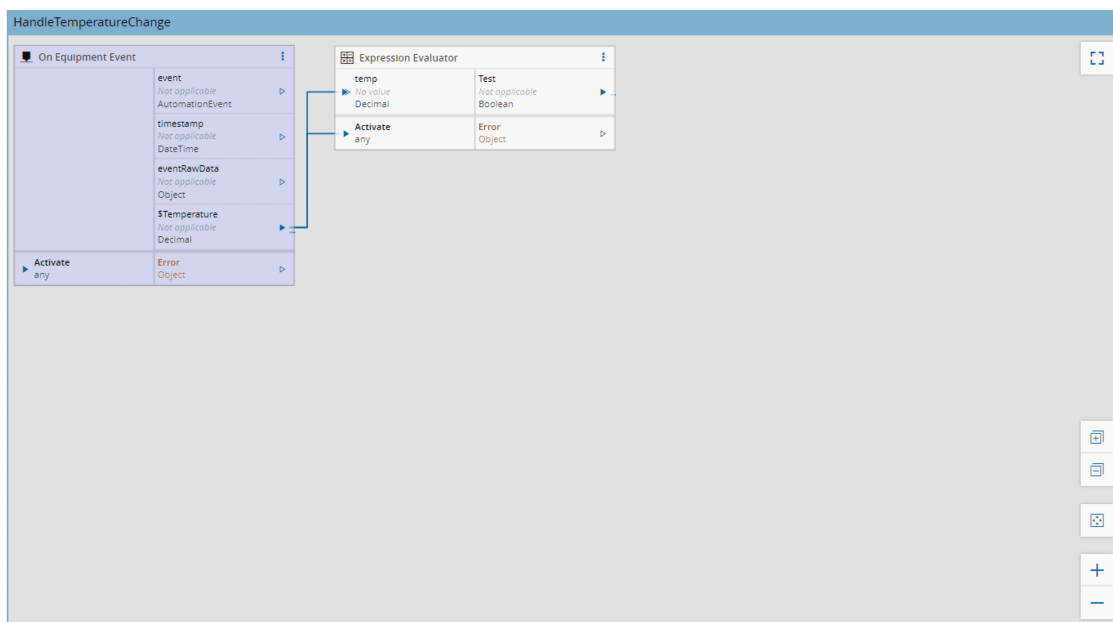 HandleTemperatureChange
On Equipment Event
event
Not applicable
AutomationEvent
timestamp
Not applicable
DateTime
eventRawData
Not applicable
Object
$Temperature
Not applicable
Decimal
Activate
any
Error
Object
Expression Evaluator
temp
No value
Decimal
Test
Not applicable
Boolean
Activate
any
Error
Object